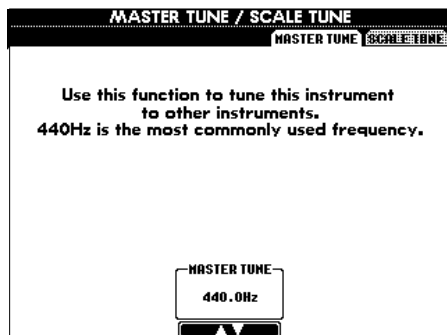 MASTER TUNE / SCALE TUNE
MASTER TUNE SCALE TUNE
Use this function to tune this instrument
to other instruments.
440Hz is the most commonly used frequency.
MASTER TUNE
440.0Hz